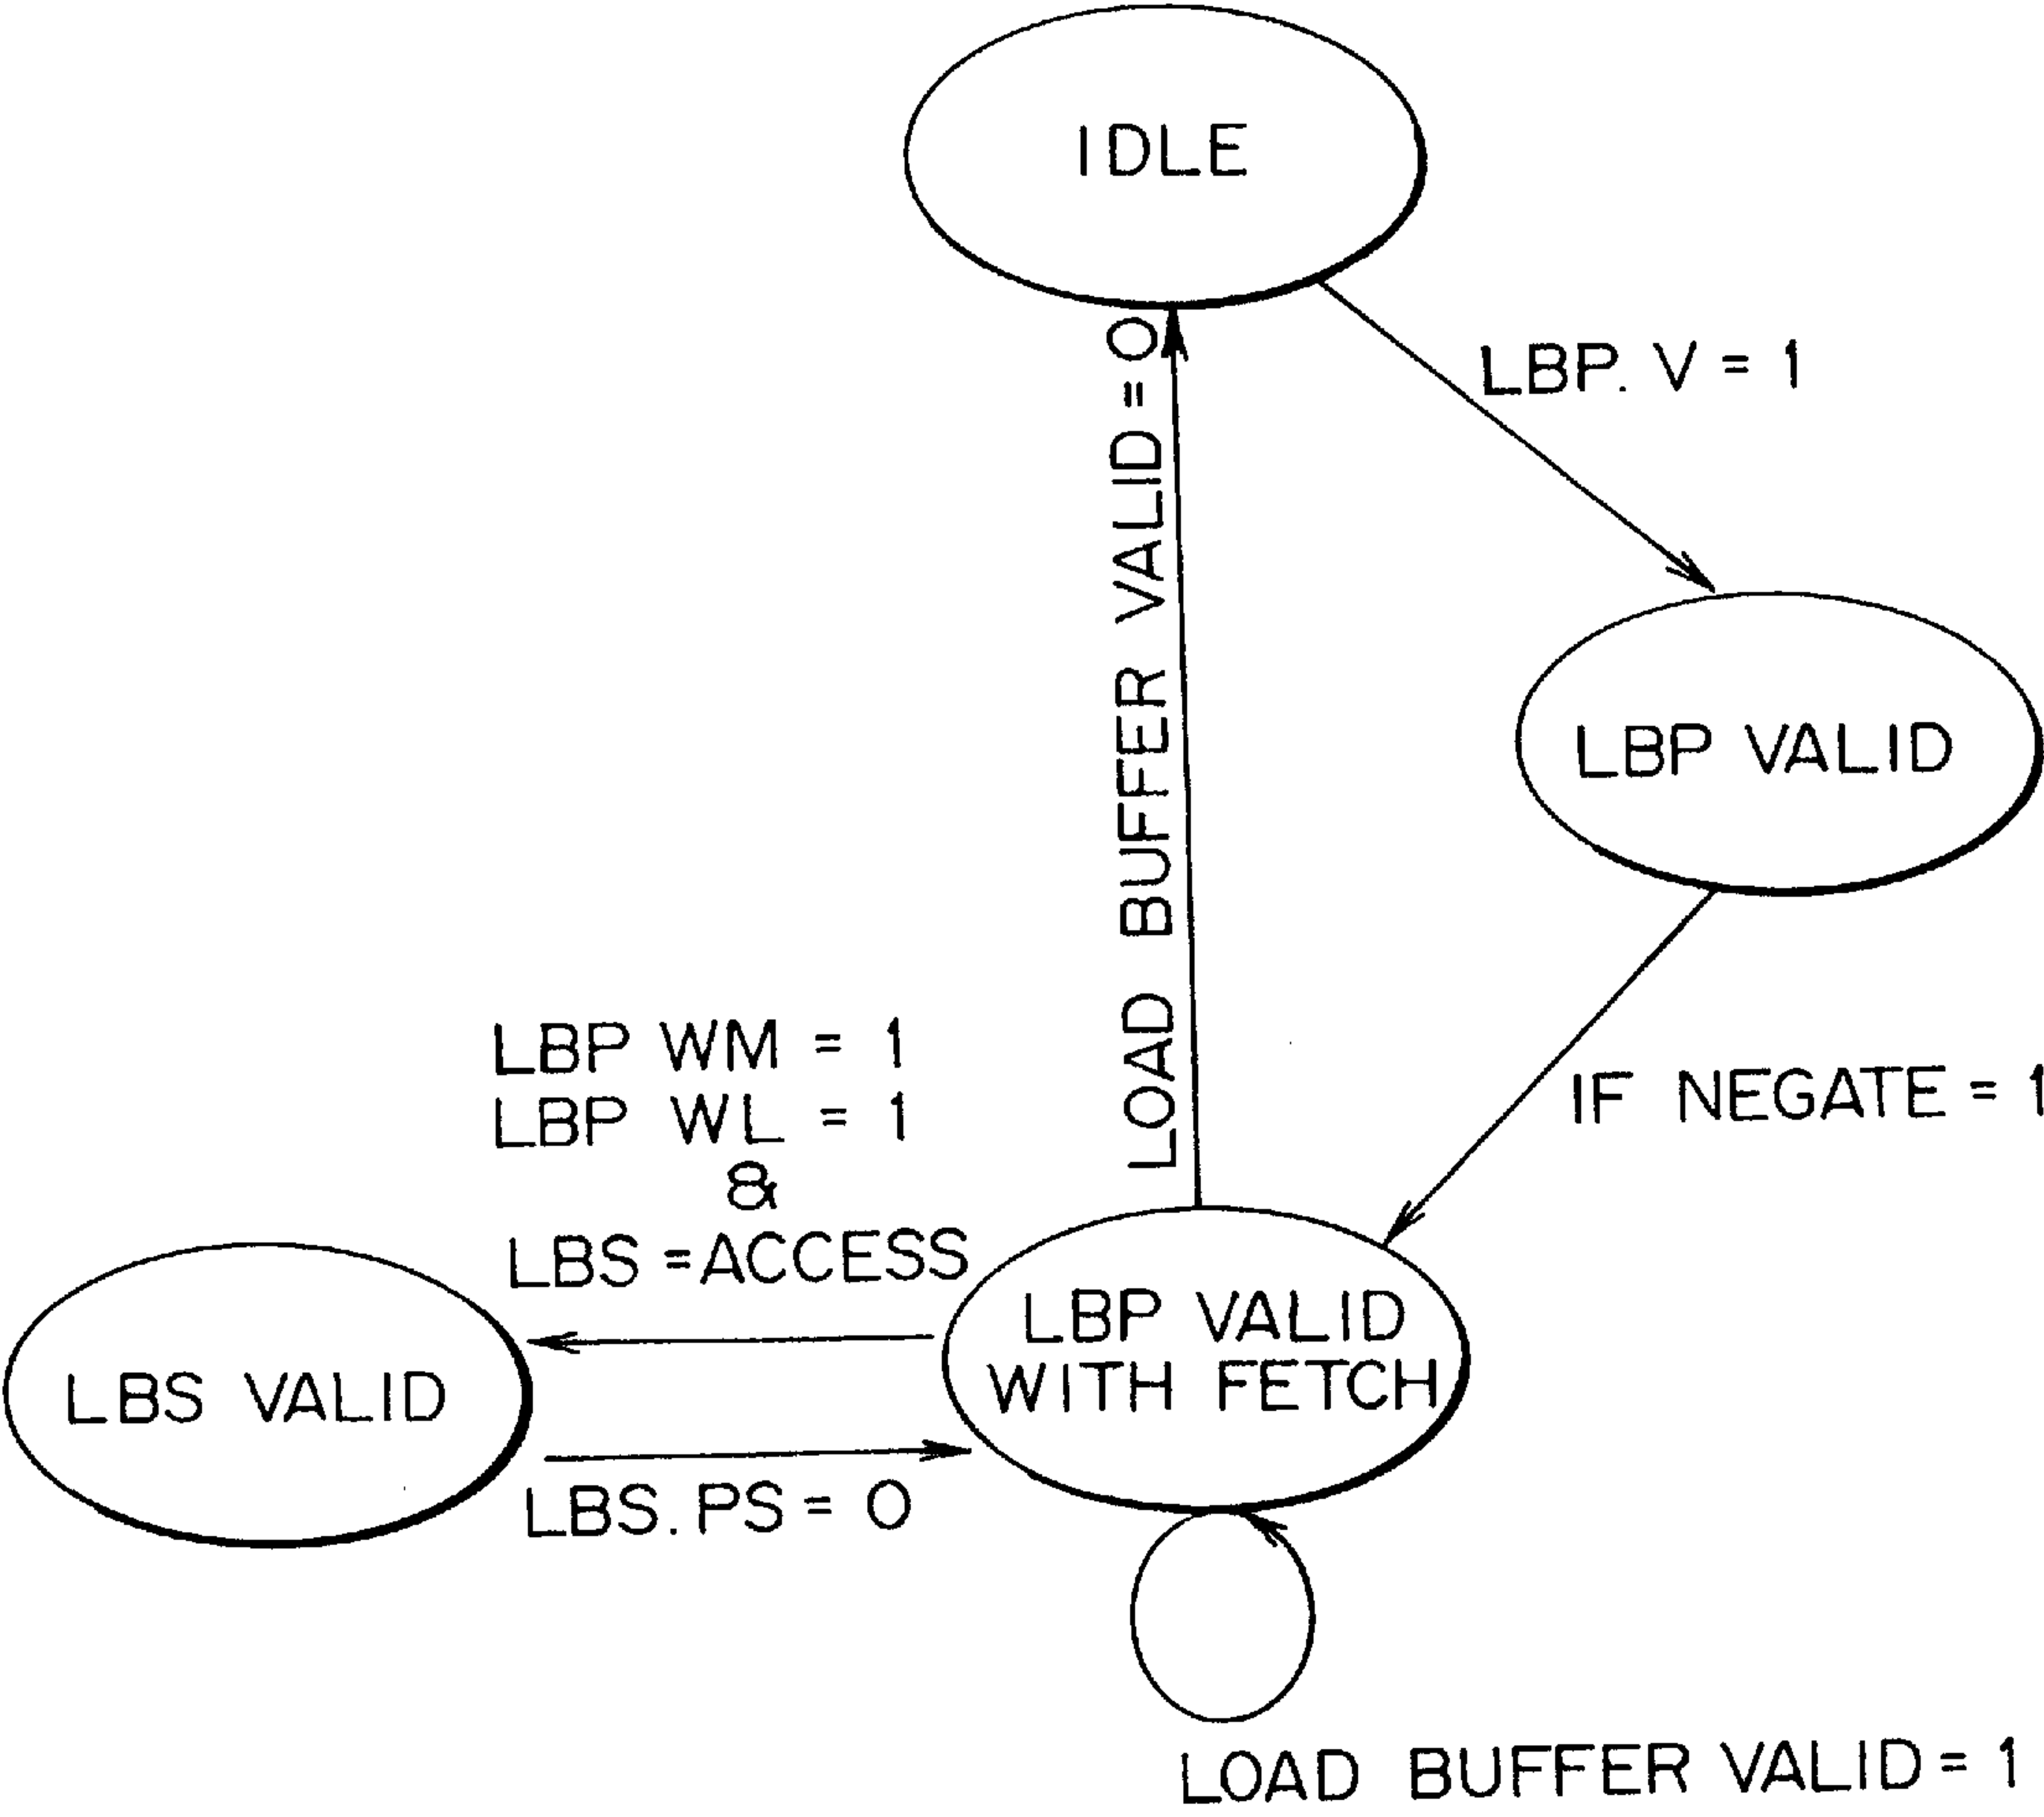 IDLE
LBP. V = 1
LOAD BUFFER VALID = 0
LBP VALID
IF NEGATE = 1
LBP WM = 1
LBP WL = 1
&
LBS = ACCESS
LBP VALID
WITH FETCH
LBS VALID
LBS. PS = 0
LOAD BUFFER VALID = 1